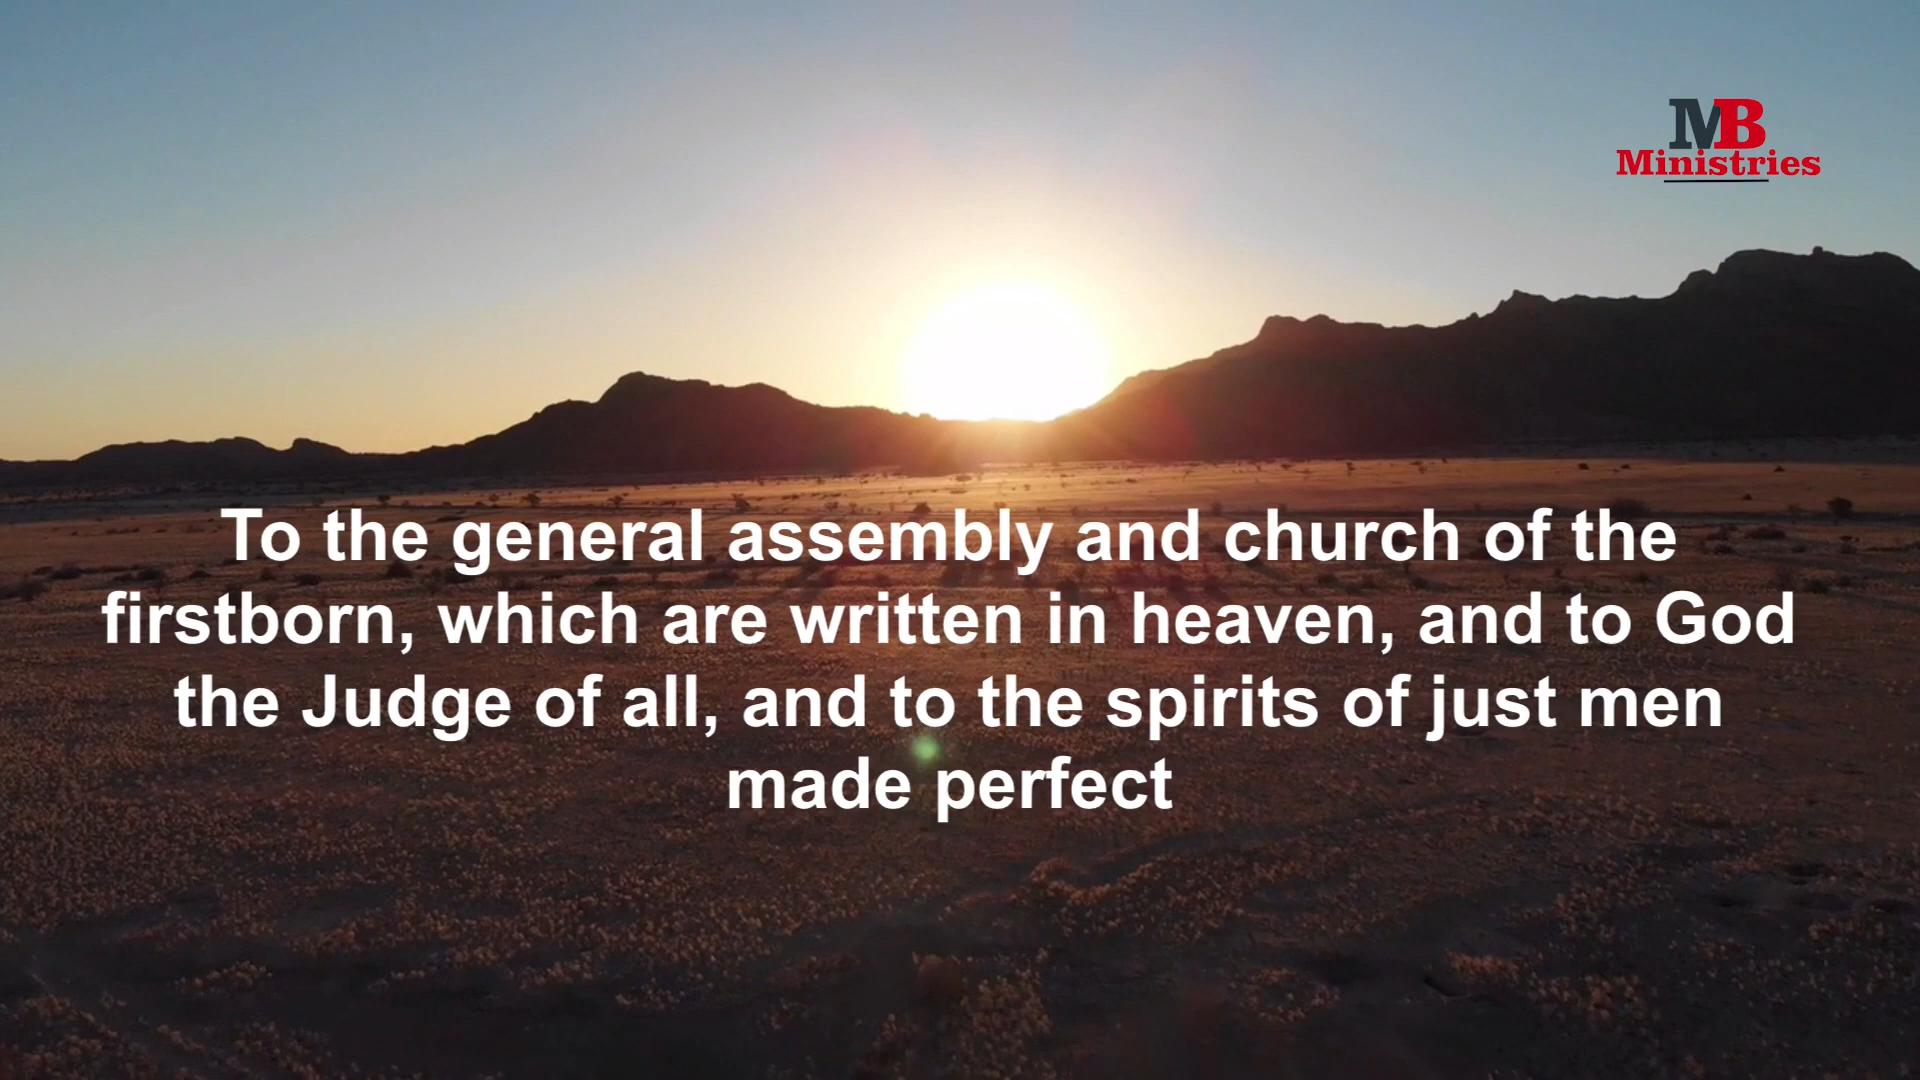 MB
Ministries
To the general assembly and church of the
firstborn, which are written in heaven, and to God
the Judge of all, and to the spirits of just men
made perfect